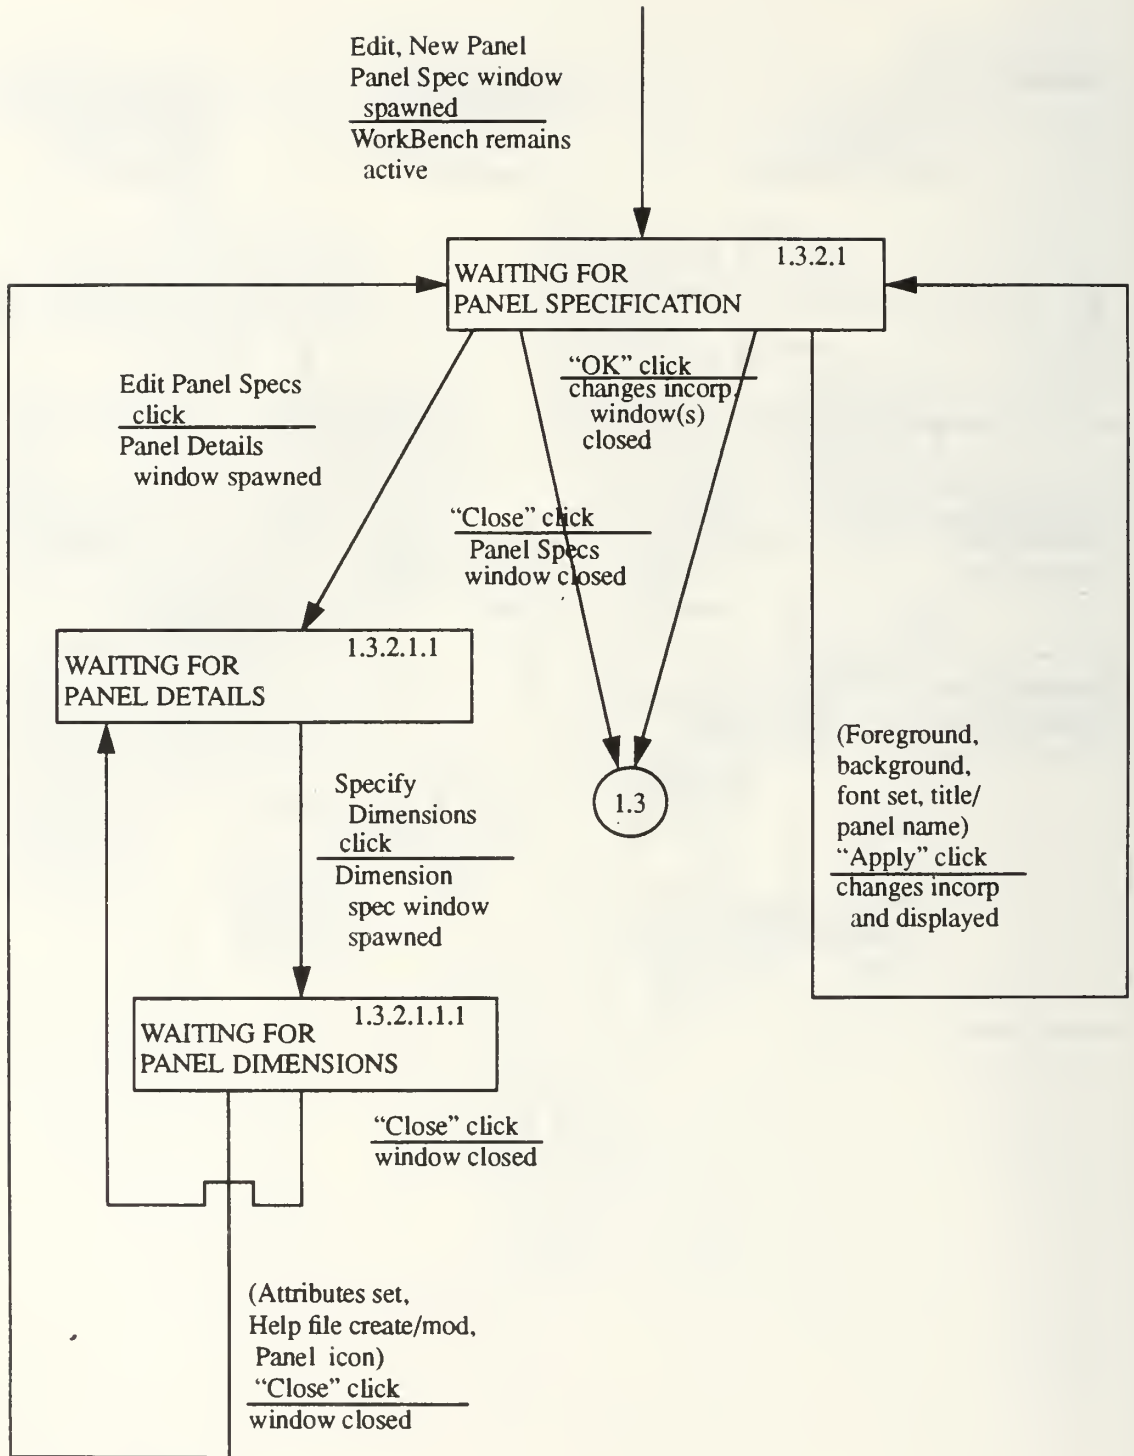 Edit, New Panel
Panel Spec window
spawned
WorkBench remains
active
1.3.2.1
WAITING FOR
PANEL SPECIFICATION
Edit Panel Specs
click
Panel Details
window spawned
“OK” click
changes incorp,
window(s)
closed
“Close” click
Panel Specs
window closed
1.3.2.1.1
WAITING FOR
PANEL DETAILS
Specify
Dimensions
click
Dimension
spec window
spawned
1.3
(Foreground,
background,
font set, title/
panel name)
“Apply” click
changes incorp
and displayed
1.3.2.1.1.1
WAITING FOR
PANEL DIMENSIONS
“Close” click
window closed
(Attributes set,
Help file create/mod,
Panel icon)
“Close” click
window closed